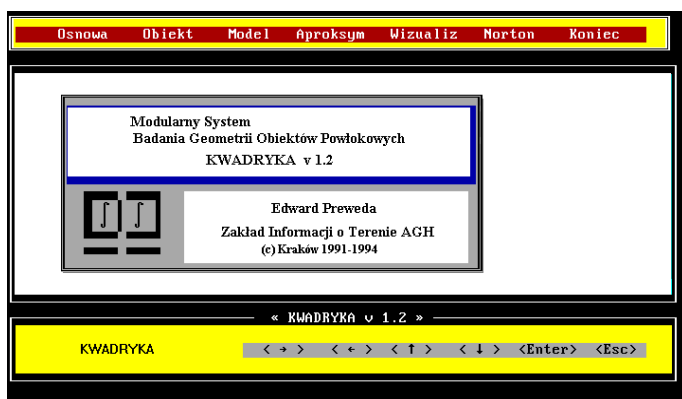 Osnowa Obiekt Model Aproksym Wizualiz Norton Koniec
Modularny System
Badania Geometrii Obiektów Powłokowych
KWADRYKA v 1.2
∫ ∫
Edward Preweda
Zakład Informacji o Terenie AGH
(c) Kraków 1991-1994
« KWADRYKA v 1.2 »
KWADRYKA <→> <←> <↑> <↓> <Enter> <Esc>